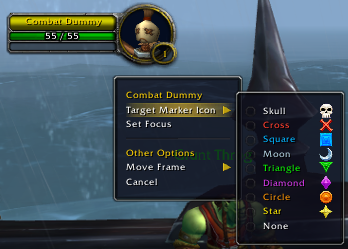 Combat Dummy
55 / 55
1
Combat Dummy
Target Marker Icon
Set Focus
Other Options
Move Frame
Cancel
Skull
Cross
Square
Moon
Triangle
Diamond
Circle
Star
None